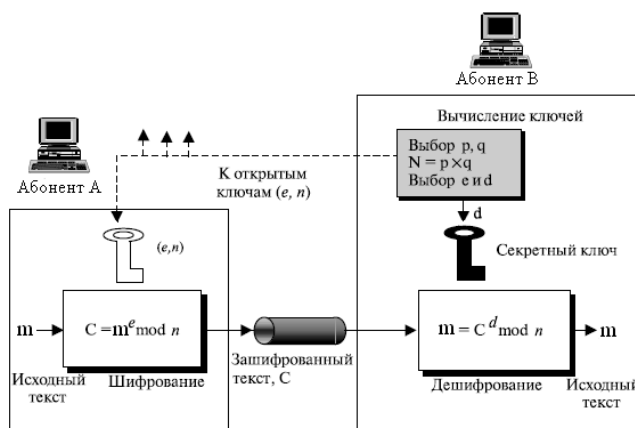 Абонент В
Вычисление ключей
Выбор p, q
N = p × q
Выбор e и d
Абонент А
К открытым
ключам (e, n)
d
(e,n)
Секретный ключ
m
C = m^e mod n
m = C^d mod n
m
Исходный
текст
Шифрование
Зашифрованный
текст, С
Дешифрование
Исходный
текст